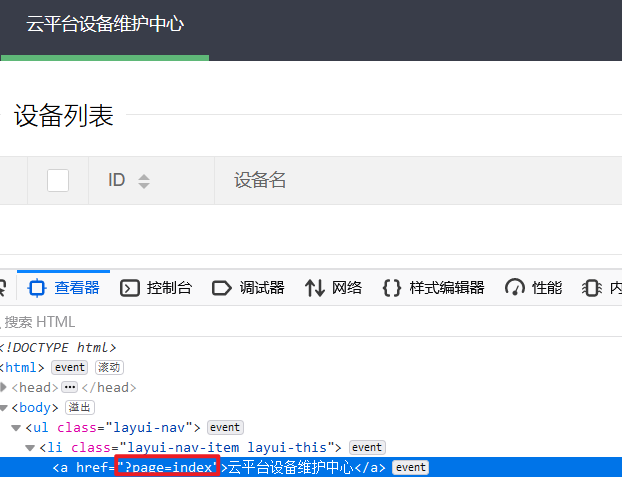 云平台设备维护中心
设备列表
ID 设备名
查看器 控制台 调试器 网络 样式编辑器 性能 内
搜索 HTML
<!DOCTYPE html>
<html> event 滚动
<head> ··· </head>
<body> 溢出
<ul class="layui-nav"> event
<li class="layui-nav-item layui-this"> event
<a href="?page=index">云平台设备维护中心</a> event